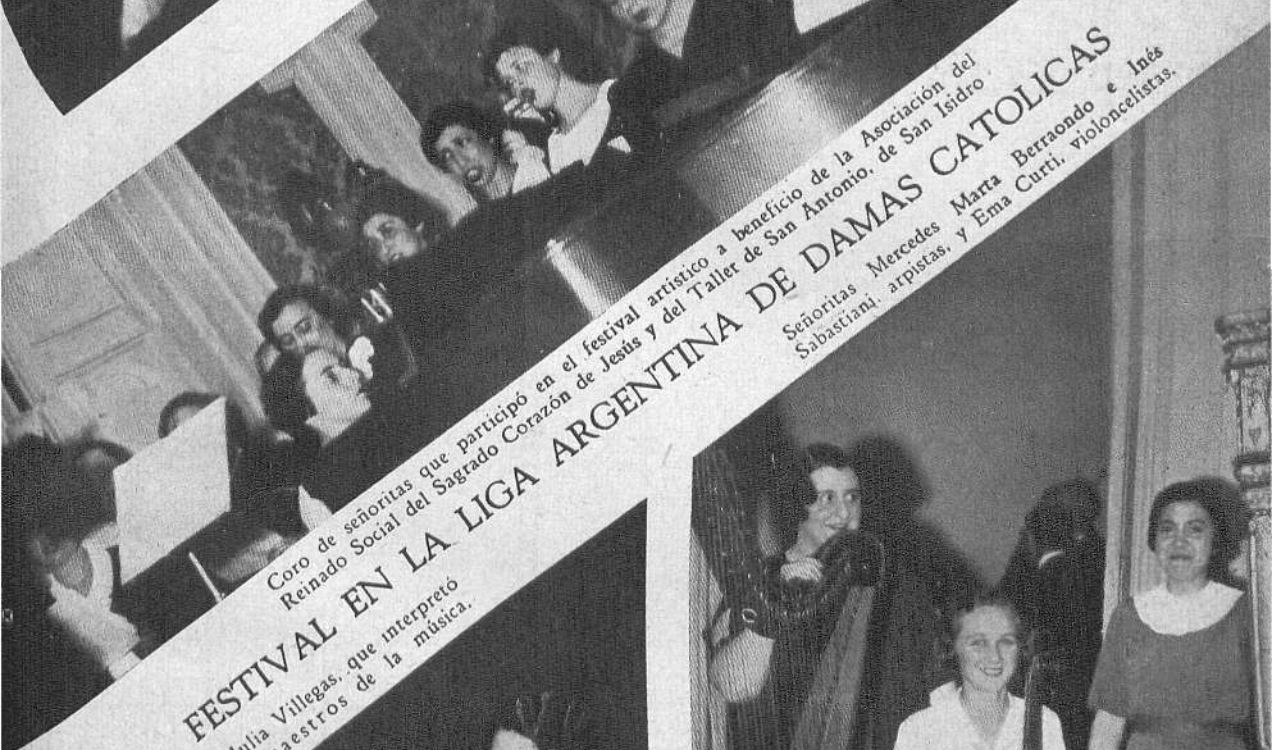 Coro de señoritas que participó en el festival artístico a beneficio de la Asociación del
Reinado Social del Sagrado Corazón de Jesús y del Taller de San Antonio, de San Isidro
FESTIVAL EN LA LIGA ARGENTINA DE DAMAS CATOLICAS
Señoritas Mercedes Marta Berraondo e Inés
Sabastiani, arpistas, y Ema Curti, violoncelistas.
Villegas, que interpretó
de la música.